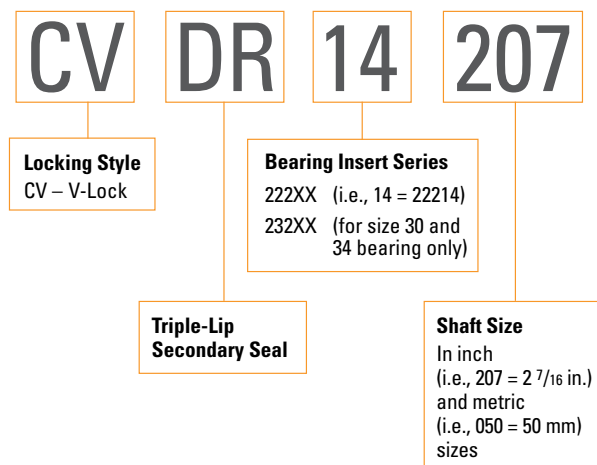 CV DR 14 207
Locking Style
CV – V-Lock
Bearing Insert Series
222XX (i.e., 14 = 22214)
232XX (for size 30 and
34 bearing only)
Triple-Lip
Secondary Seal
Shaft Size
In inch
(i.e., 207 = 2 7/16 in.)
and metric
(i.e., 050 = 50 mm)
sizes